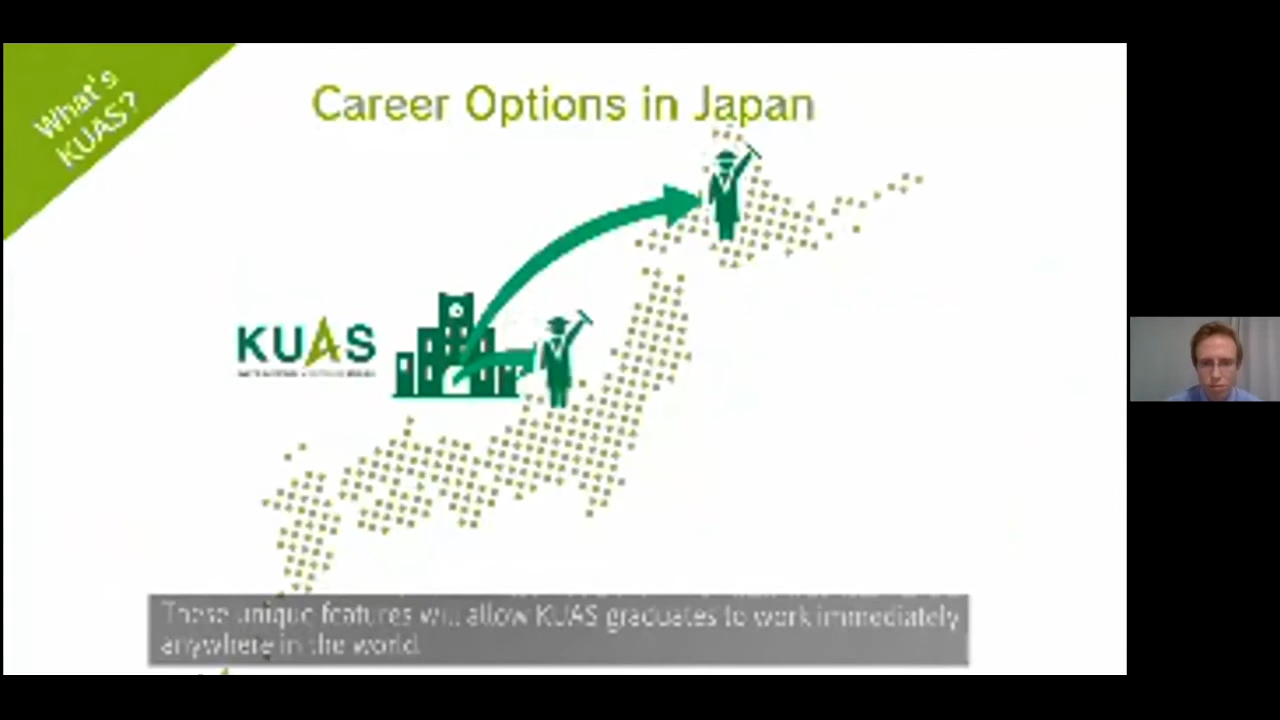 What's
KUAS?
Career Options in Japan
KUAS
These unique features will allow KUAS graduates to work immediately
anywhere in the world